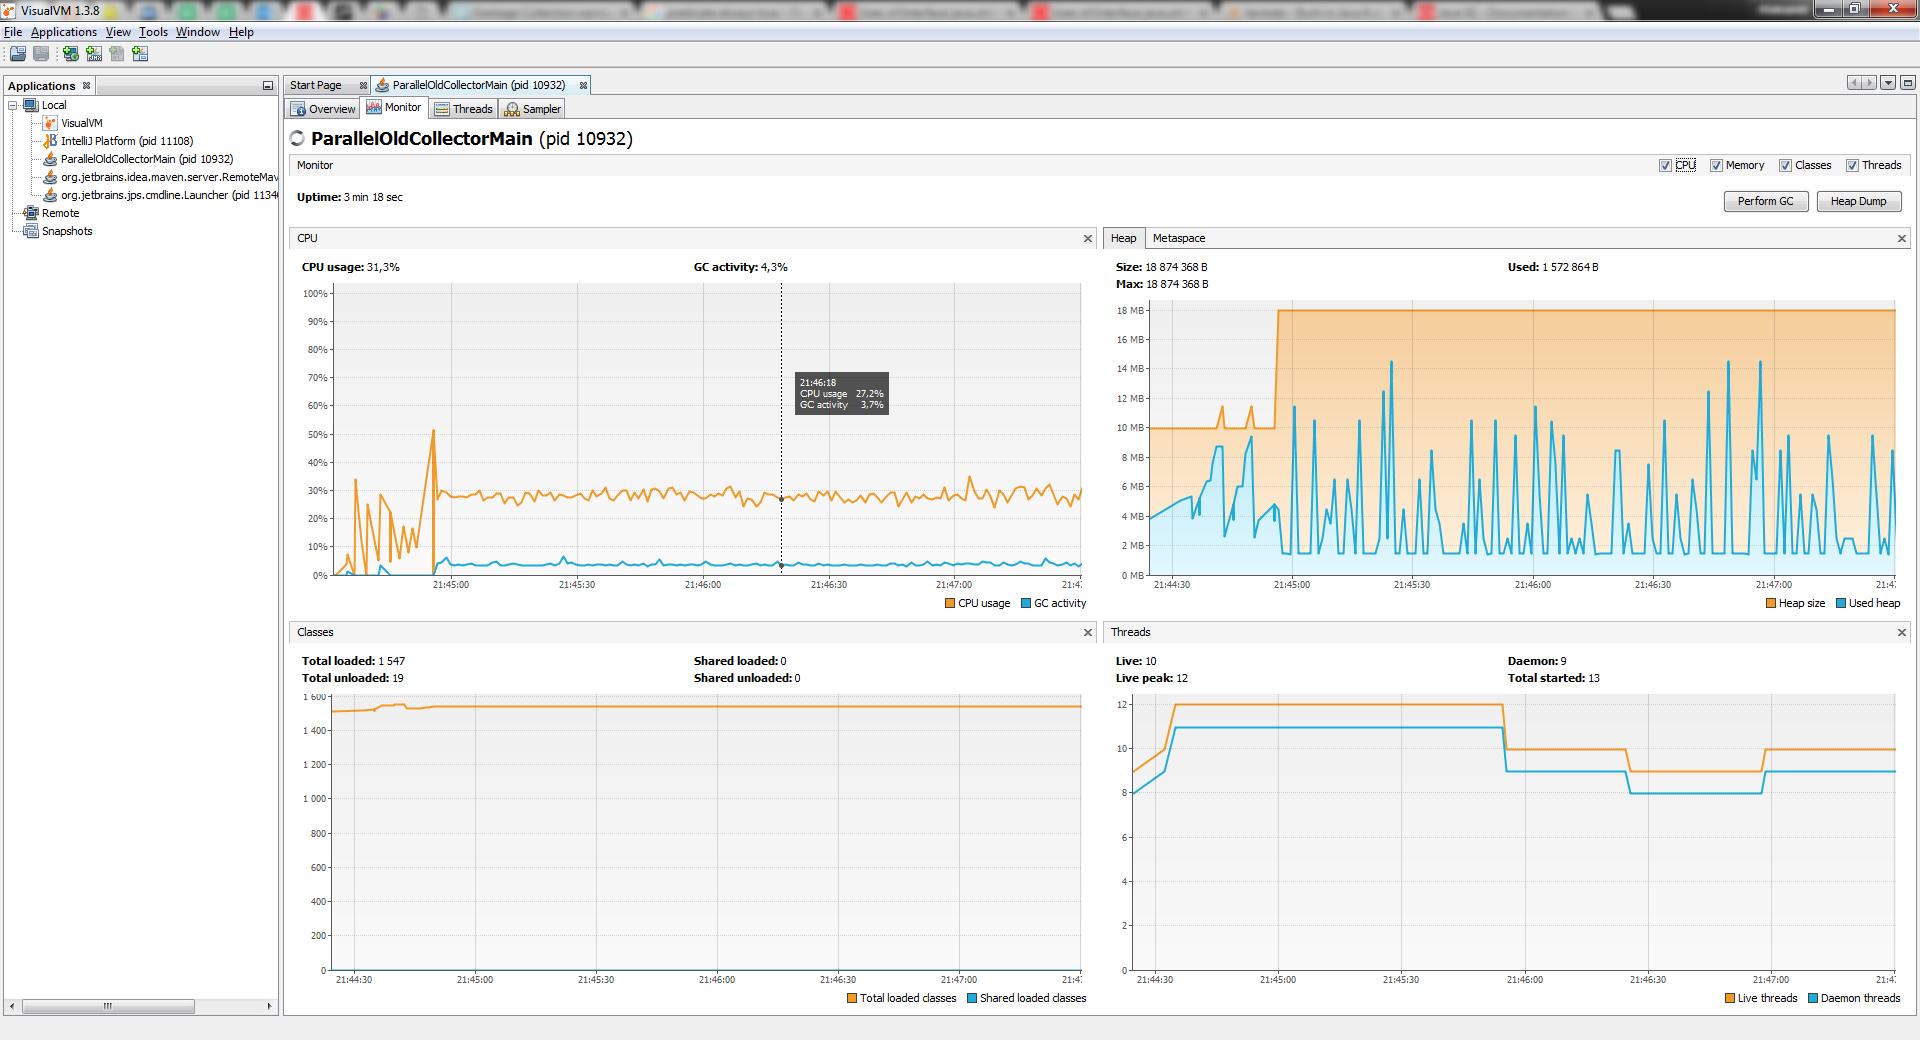 VisualVM 1.3.8
File Applications View Tools Window Help
Applications
Local
VisualVM
IntelliJ Platform (pid 11108)
ParallelOldCollectorMain (pid 10932)
org.jetbrains.idea.maven.server.RemoteMav
org.jetbrains.jps.cmdline.Launcher (pid 1134
Remote
Snapshots
Start Page ParallelOldCollectorMain (pid 10932)
Overview Monitor Threads Sampler
ParallelOldCollectorMain (pid 10932)
Monitor CPU Memory Classes Threads
Uptime: 3 min 18 sec
Perform GC Heap Dump
CPU
CPU usage: 31,3% GC activity: 4,3%
100%
90%
80%
70%
60%
50%
40%
30%
20%
10%
0%
21:46:18
CPU usage 27,2%
GC activity 3,7%
21:45:00 21:45:30 21:46:00 21:46:30 21:47:00 21:47
CPU usage GC activity
Heap Metaspace
Size: 18 874 368 B Used: 1 572 864 B
Max: 18 874 368 B
18 MB
16 MB
14 MB
12 MB
10 MB
8 MB
6 MB
4 MB
2 MB
0 MB
21:44:30 21:45:00 21:45:30 21:46:00 21:46:30 21:47:00 21:47
Heap size Used heap
Classes
Total loaded: 1 547 Shared loaded: 0
Total unloaded: 19 Shared unloaded: 0
1 600
1 400
1 200
1 000
800
600
400
200
0
21:44:30 21:45:00 21:45:30 21:46:00 21:46:30 21:47:00 21:47
Total loaded classes Shared loaded classes
Threads
Live: 10 Daemon: 9
Live peak: 12 Total started: 13
12
10
8
6
4
2
0
21:44:30 21:45:00 21:45:30 21:46:00 21:46:30 21:47:00 21:47
Live threads Daemon threads